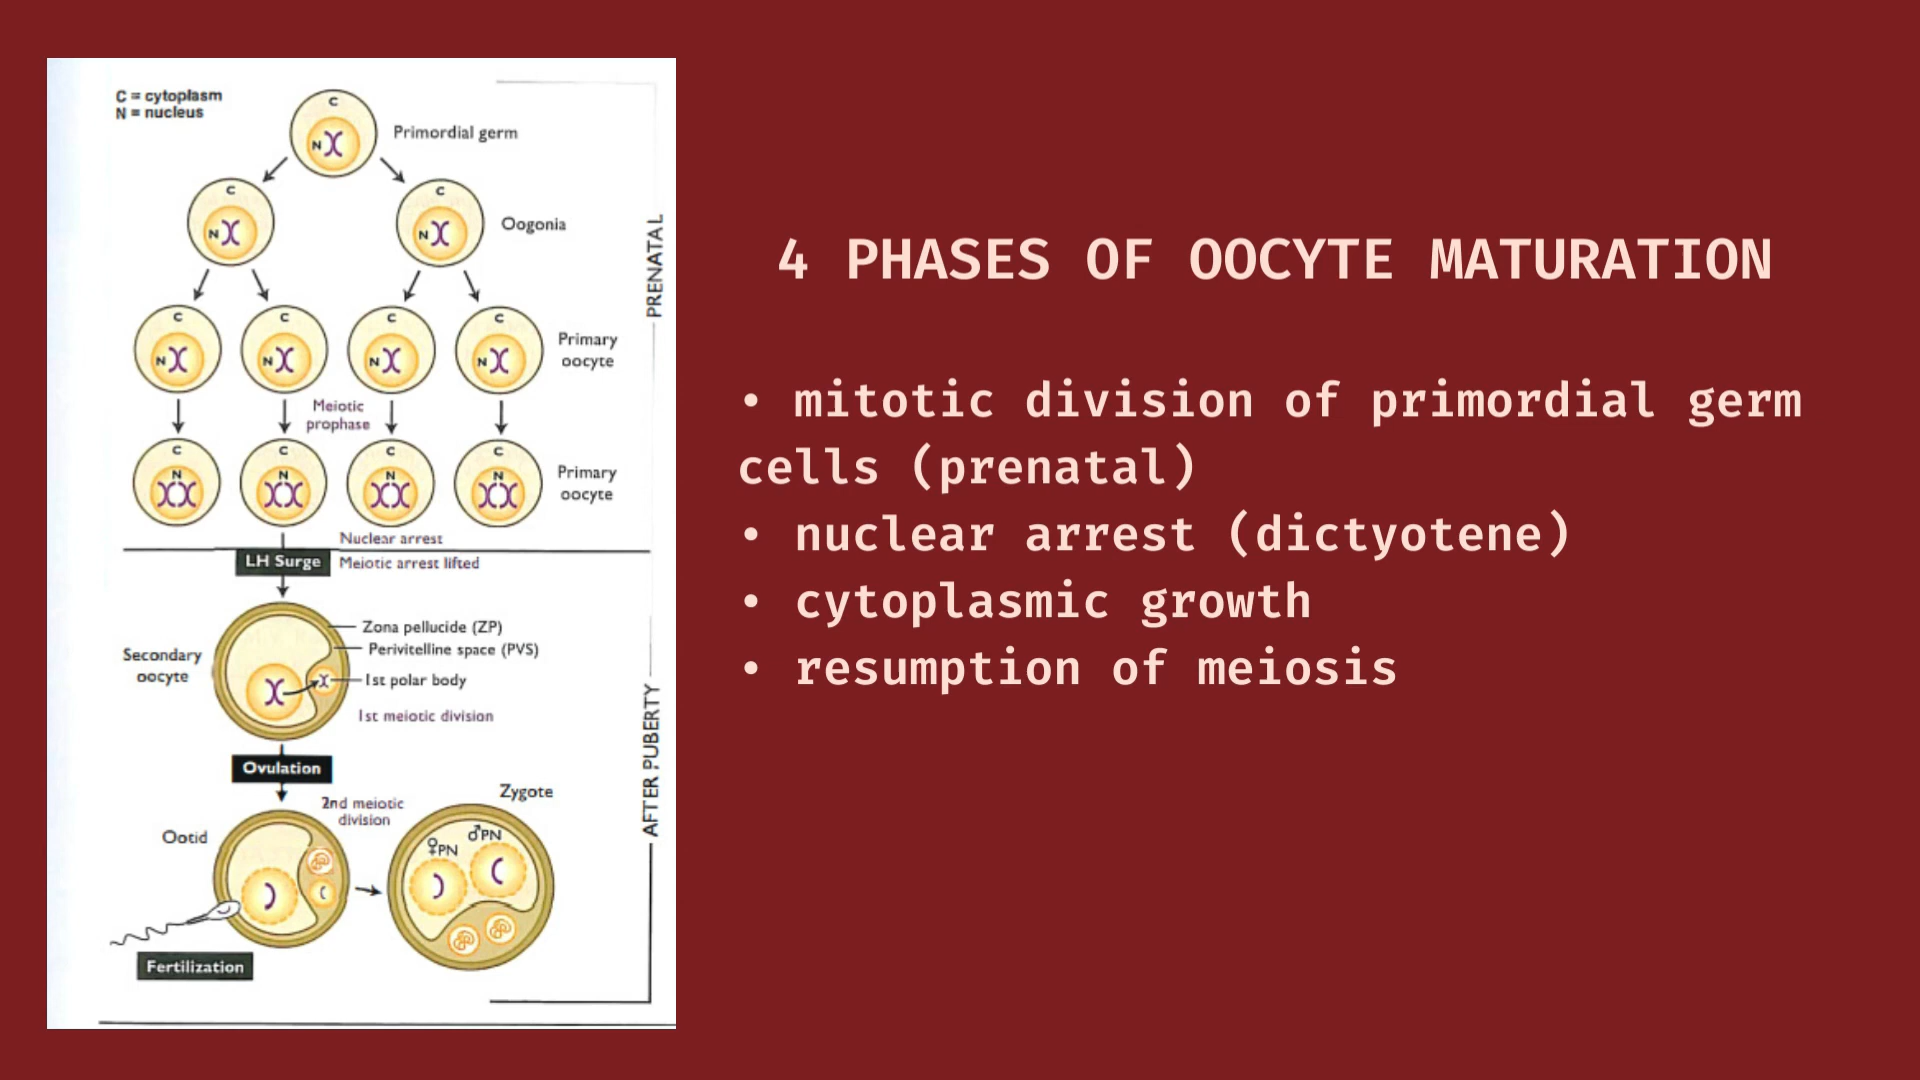 C = cytoplasm
N = nucleus
C
N
Primordial germ
C
N
C
N
Oogonia
C
N
C
N
C
N
C
N
Primary
oocyte
Meiotic
prophase
C
N
C
N
C
N
C
N
Primary
oocyte
Nuclear arrest
LH Surge
Meiotic arrest lifted
PRENATAL
Zona pellucide (ZP)
Perivitelline space (PVS)
Secondary
oocyte
1st polar body
1st meiotic division
Ovulation
2nd meiotic
division
Zygote
Ootid
♀PN
♂PN
Fertilization
AFTER PUBERTY
4 PHASES OF OOCYTE MATURATION
• mitotic division of primordial germ
cells (prenatal)
• nuclear arrest (dictyotene)
• cytoplasmic growth
• resumption of meiosis